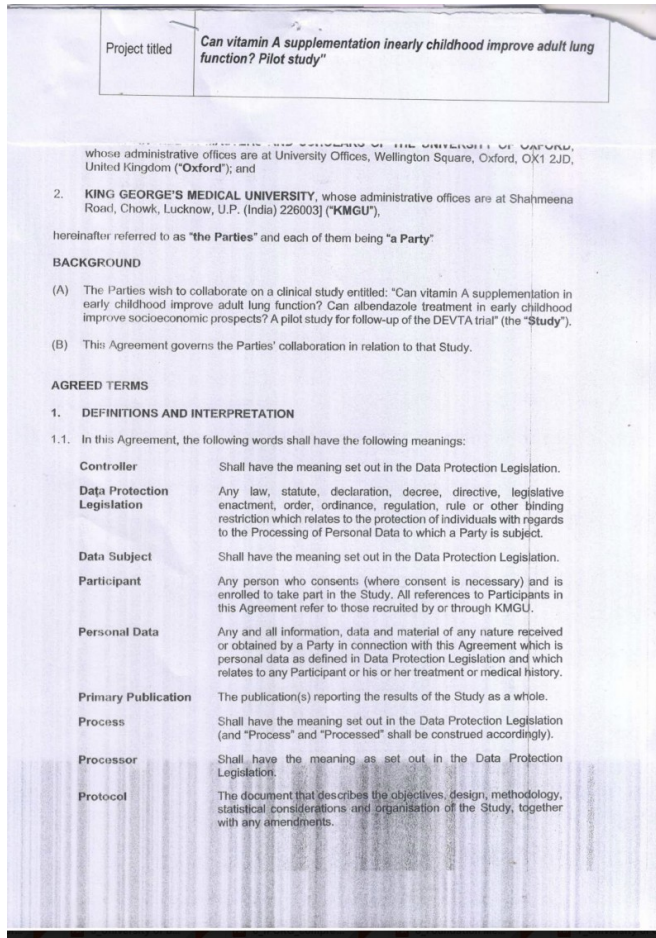 Project titled
Can vitamin A supplementation inearly childhood improve adult lung
function? Pilot study"
AND SCHOLARS OF THE UNIVERSITY OF OXFORD,
whose administrative offices are at University Offices, Wellington Square, Oxford, OX1 2JD,
United Kingdom ("Oxford"); and
2. KING GEORGE'S MEDICAL UNIVERSITY, whose administrative offices are at Shahmeena
Road, Chowk, Lucknow, U.P. (India) 226003] ("KMGU"),
hereinafter referred to as "the Parties" and each of them being "a Party"
BACKGROUND
(A) The Parties wish to collaborate on a clinical study entitled: "Can vitamin A supplementation in
early childhood improve adult lung function? Can albendazole treatment in early childhood
improve socioeconomic prospects? A pilot study for follow-up of the DEVTA trial" (the "Study").
(B) This Agreement governs the Parties' collaboration in relation to that Study.
AGREED TERMS
1. DEFINITIONS AND INTERPRETATION
1.1. In this Agreement, the following words shall have the following meanings:
Controller Shall have the meaning set out in the Data Protection Legislation.
Data Protection Any law, statute, declaration, decree, directive, legislative
Legislation enactment, order, ordinance, regulation, rule or other binding
restriction which relates to the protection of individuals with regards
to the Processing of Personal Data to which a Party is subject.
Data Subject Shall have the meaning set out in the Data Protection Legislation.
Participant Any person who consents (where consent is necessary) and is
enrolled to take part in the Study. All references to Participants in
this Agreement refer to those recruited by or through KMGU.
Personal Data Any and all information, data and material of any nature received
or obtained by a Party in connection with this Agreement which is
personal data as defined in Data Protection Legislation and which
relates to any Participant or his or her treatment or medical history.
Primary Publication The publication(s) reporting the results of the Study as a whole.
Process Shall have the meaning set out in the Data Protection Legislation
(and "Process" and "Processed" shall be construed accordingly).
Processor Shall have the meaning as set out in the Data Protection
Legislation.
Protocol The document that describes the objectives, design, methodology,
statistical considerations and organisation of the Study, together
with any amendments.